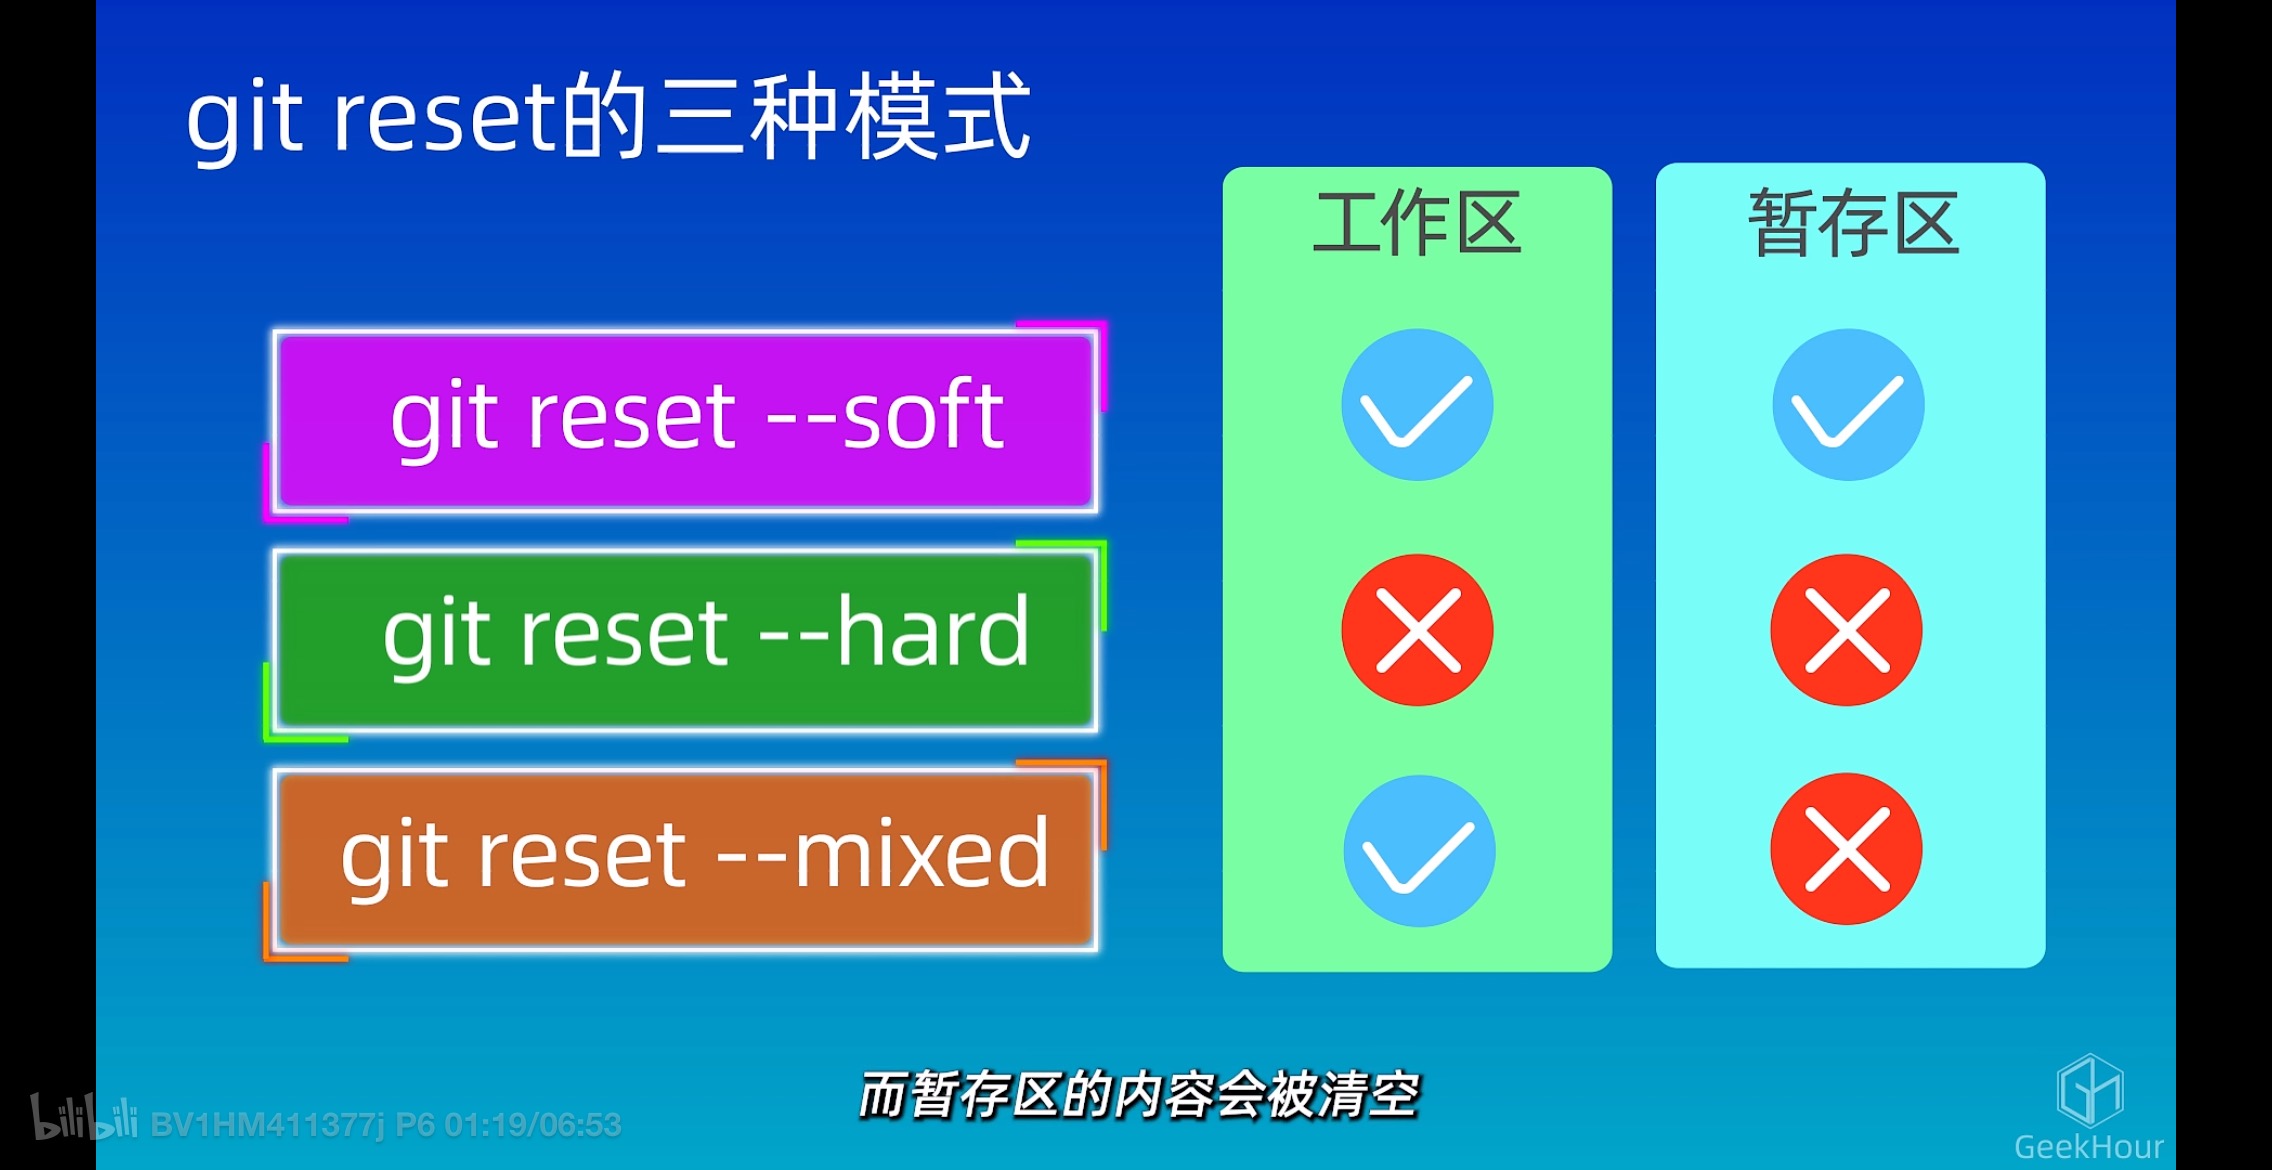 git reset的三种模式
工作区
暂存区
git reset --soft
git reset --hard
git reset --mixed
而暂存区的内容会被清空
bilibili BV1HM411377j P6 01:19/06:53
GeekHour